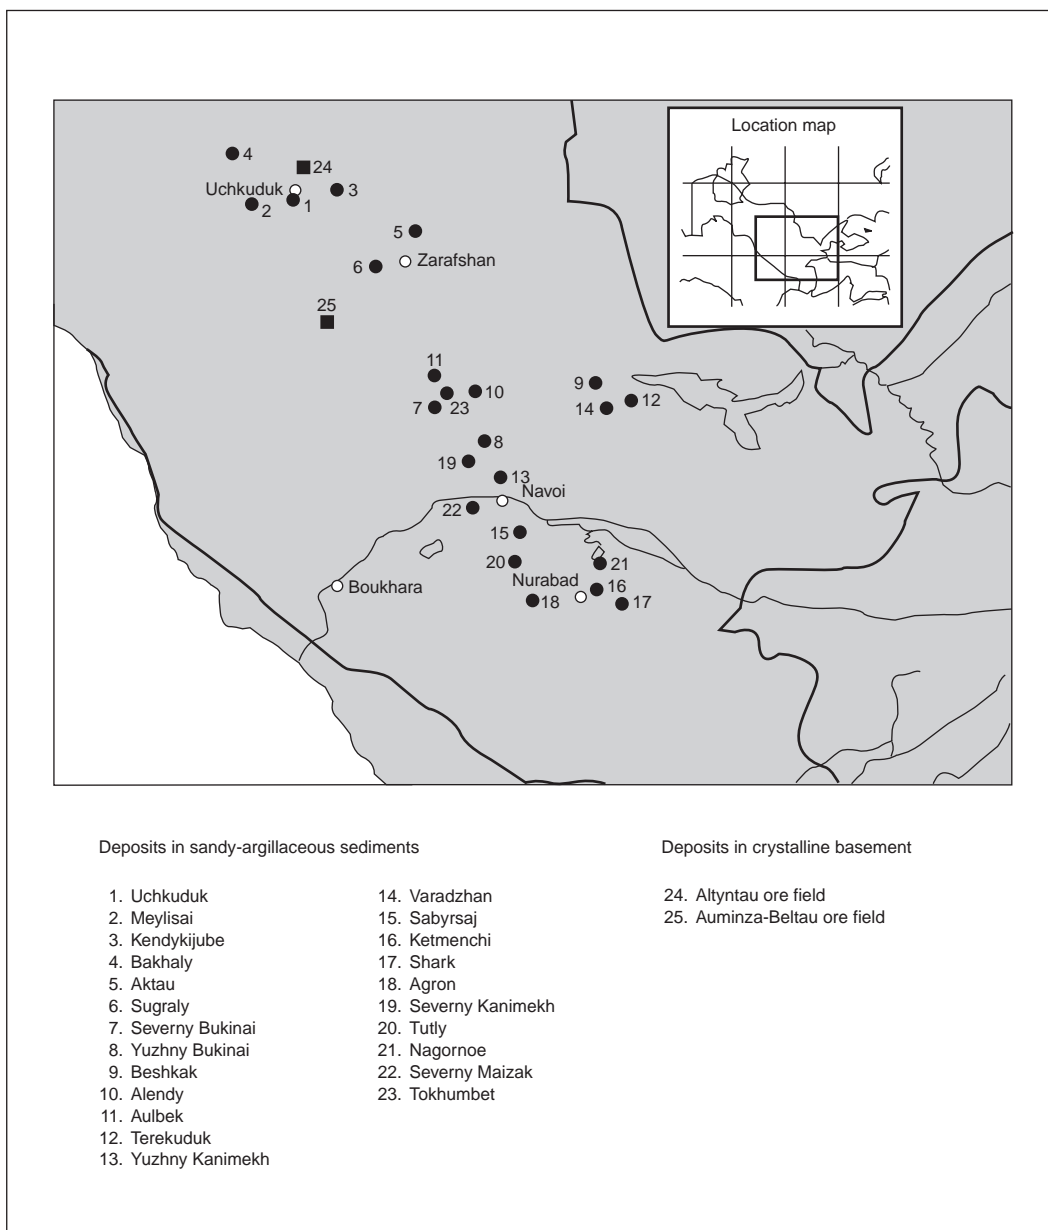 Location map
4
24
Uchkuduk
3
2
1
5
6
Zarafshan
25
11
10
7
23
9
14
12
8
19
13
Navoi
22
15
20
21
Nurabad
16
Boukhara
18
17
Deposits in sandy-argillaceous sediments
1. Uchkuduk
2. Meylisai
3. Kendykijube
4. Bakhaly
5. Aktau
6. Sugraly
7. Severny Bukinai
8. Yuzhny Bukinai
9. Beshkak
10. Alendy
11. Aulbek
12. Terekuduk
13. Yuzhny Kanimekh
14. Varadzhan
15. Sabyrsaj
16. Ketmenchi
17. Shark
18. Agron
19. Severny Kanimekh
20. Tutly
21. Nagornoe
22. Severny Maizak
23. Tokhumbet
Deposits in crystalline basement
24. Altyntau ore field
25. Auminza-Beltau ore field